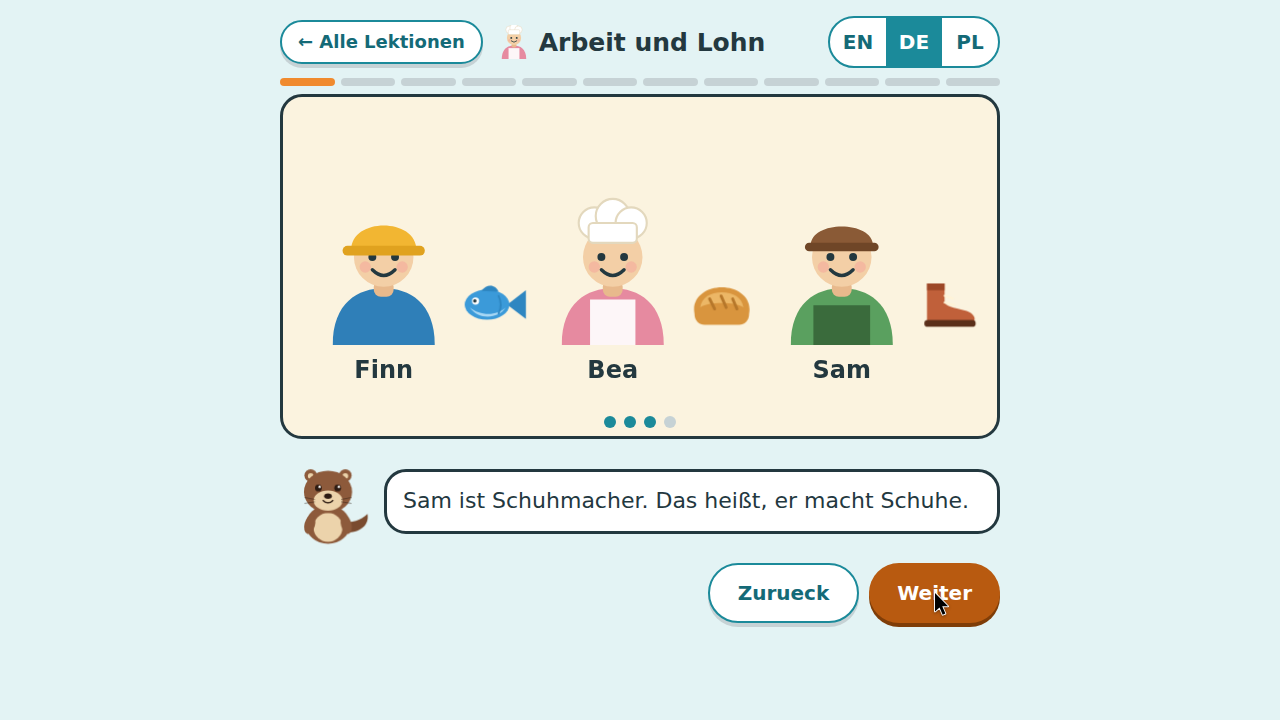 ← Alle Lektionen
Arbeit und Lohn
EN DE PL
Finn Bea Sam
Sam ist Schuhmacher. Das heißt, er macht Schuhe.
Zurueck Weiter